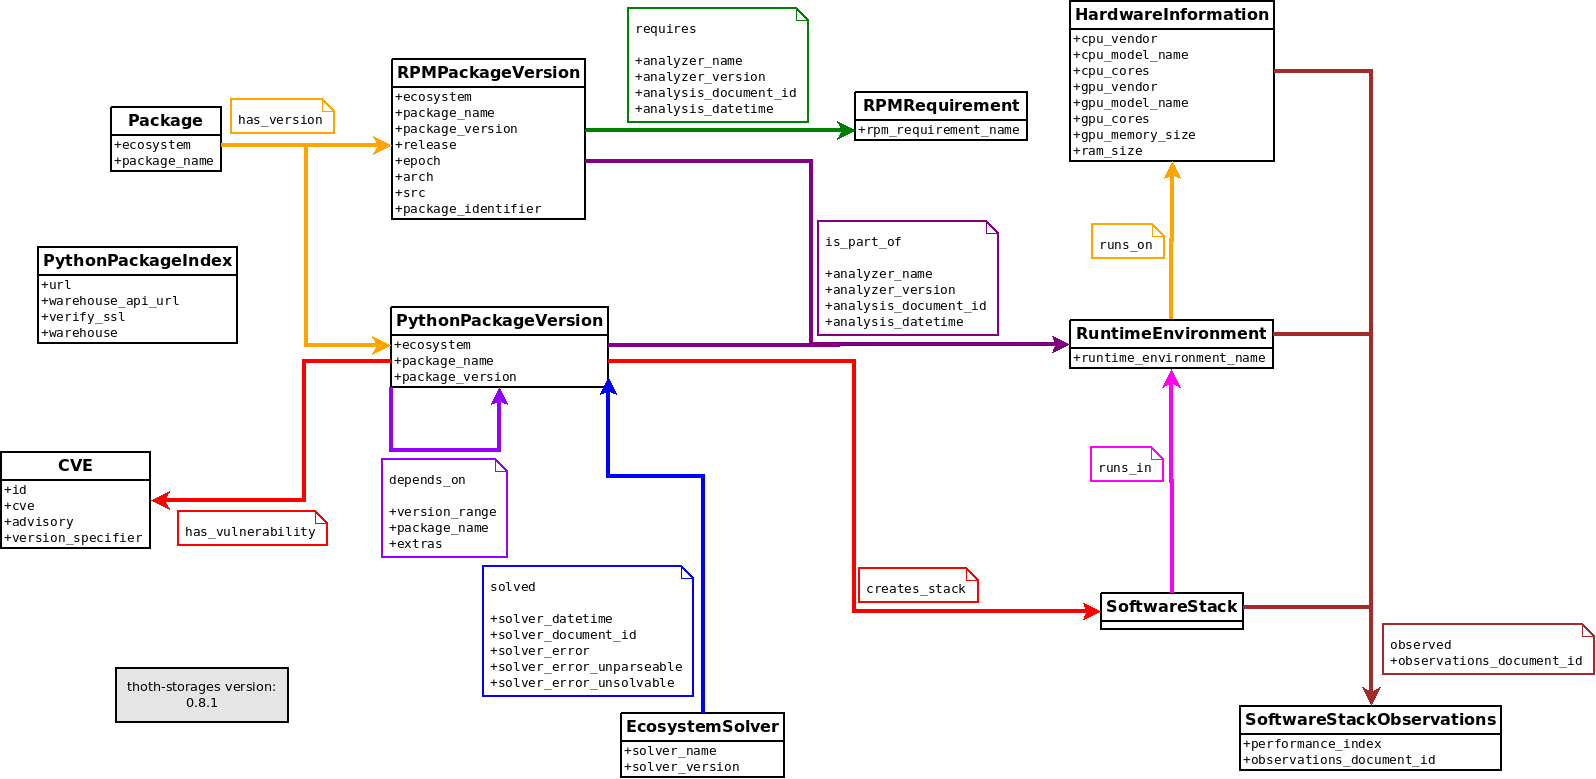 HardwareInformation
+cpu_vendor
+cpu_model_name
+cpu_cores
+gpu_vendor
+gpu_model_name
+gpu_cores
+gpu_memory_size
+ram_size
requires
+analyzer_name
+analyzer_version
+analysis_document_id
+analysis_datetime
RPMPackageVersion
+ecosystem
+package_name
+package_version
+release
+epoch
+arch
+src
+package_identifier
RPMRequirement
+rpm_requirement_name
has_version
Package
+ecosystem
+package_name
is_part_of
+analyzer_name
+analyzer_version
+analysis_document_id
+analysis_datetime
runs_on
PythonPackageIndex
+url
+warehouse_api_url
+verify_ssl
+warehouse
PythonPackageVersion
+ecosystem
+package_name
+package_version
RuntimeEnvironment
+runtime_environment_name
runs_in
CVE
+id
+cve
+advisory
+version_specifier
has_vulnerability
depends_on
+version_range
+package_name
+extras
solved
+solver_datetime
+solver_document_id
+solver_error
+solver_error_unparseable
+solver_error_unsolvable
creates_stack
SoftwareStack
observed
+observations_document_id
thoth-storages version:
0.8.1
EcosystemSolver
+solver_name
+solver_version
SoftwareStackObservations
+performance_index
+observations_document_id